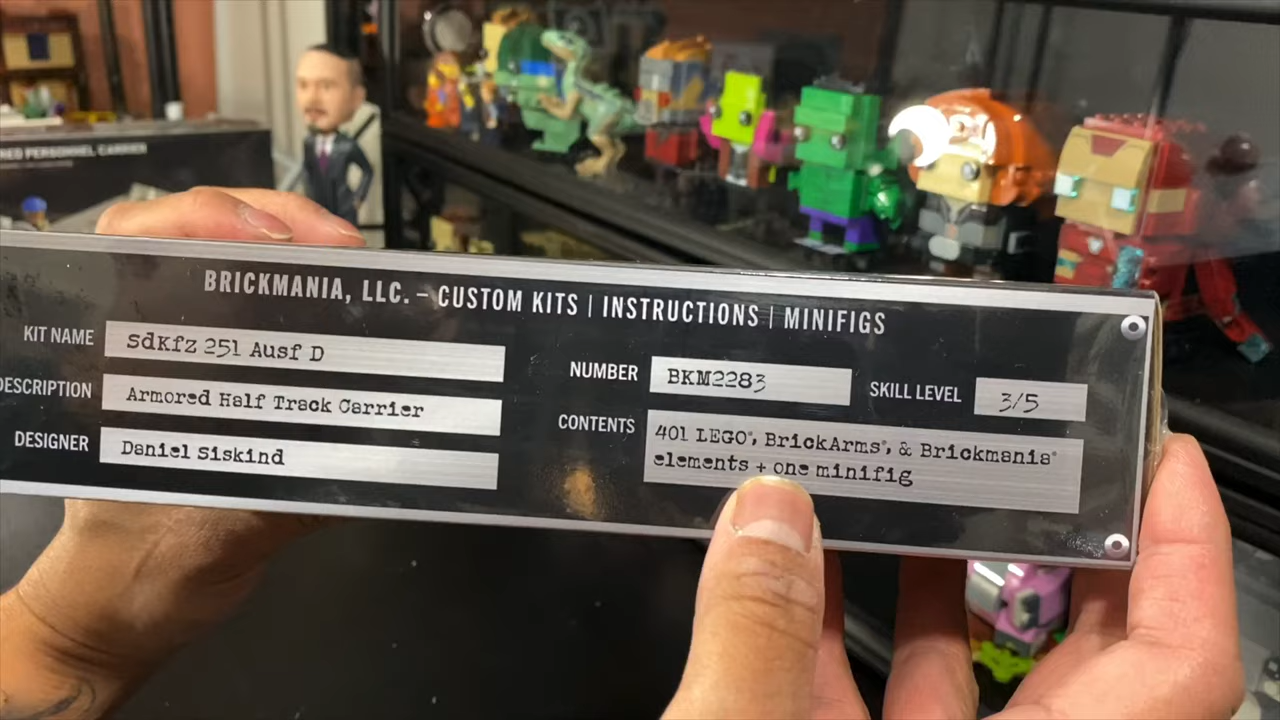 PERSONNEL CARRIER
BRICKMANIA, LLC. – CUSTOM KITS | INSTRUCTIONS | MINIFIGS
KIT NAME
sdKfz 251 Ausf D
DESCRIPTION
Armored Half Track Carrier
DESIGNER
Daniel Siskind
NUMBER
BKM2283
SKILL LEVEL
3/5
CONTENTS
401 LEGO®, BrickArms®, & Brickmania®
elements + one minifig